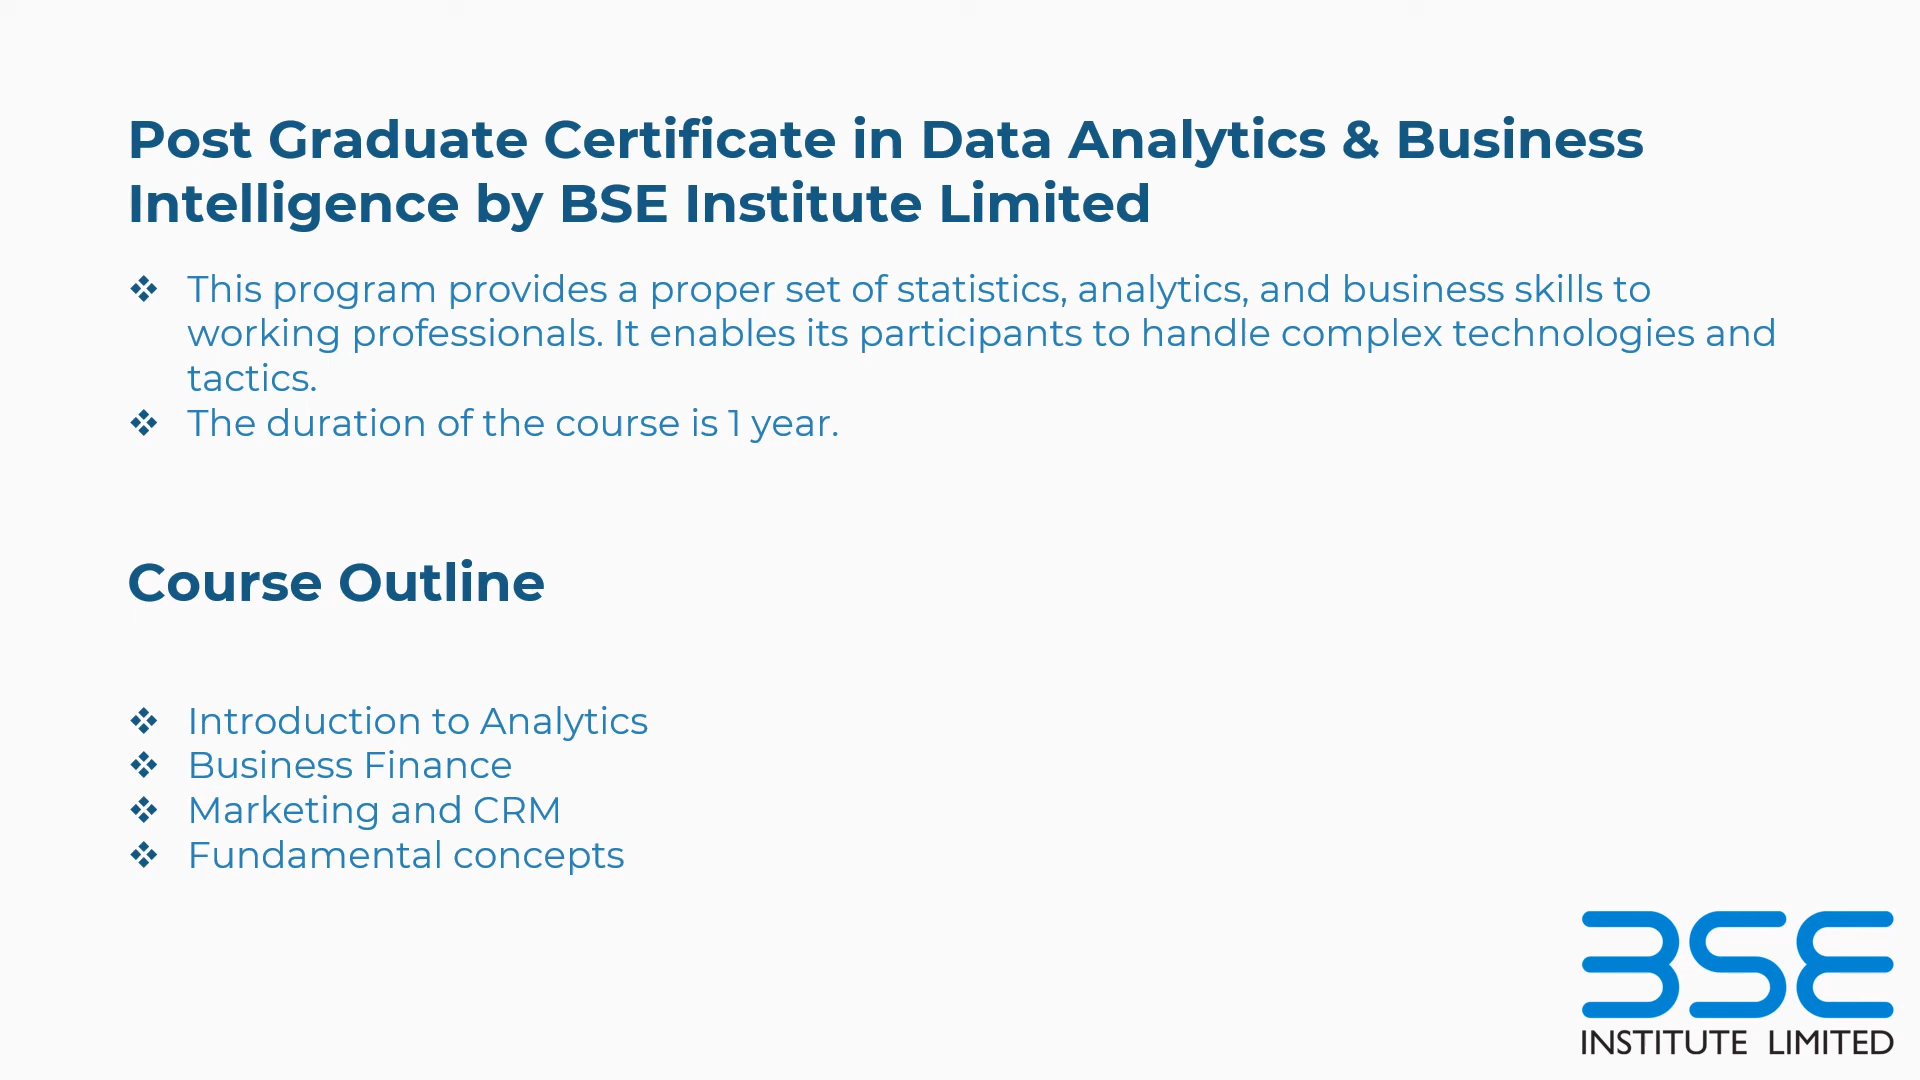 Post Graduate Certificate in Data Analytics & Business
Intelligence by BSE Institute Limited
❖ This program provides a proper set of statistics, analytics, and business skills to
working professionals. It enables its participants to handle complex technologies and
tactics.
❖ The duration of the course is 1 year.
Course Outline
❖ Introduction to Analytics
❖ Business Finance
❖ Marketing and CRM
❖ Fundamental concepts
BSE
INSTITUTE LIMITED